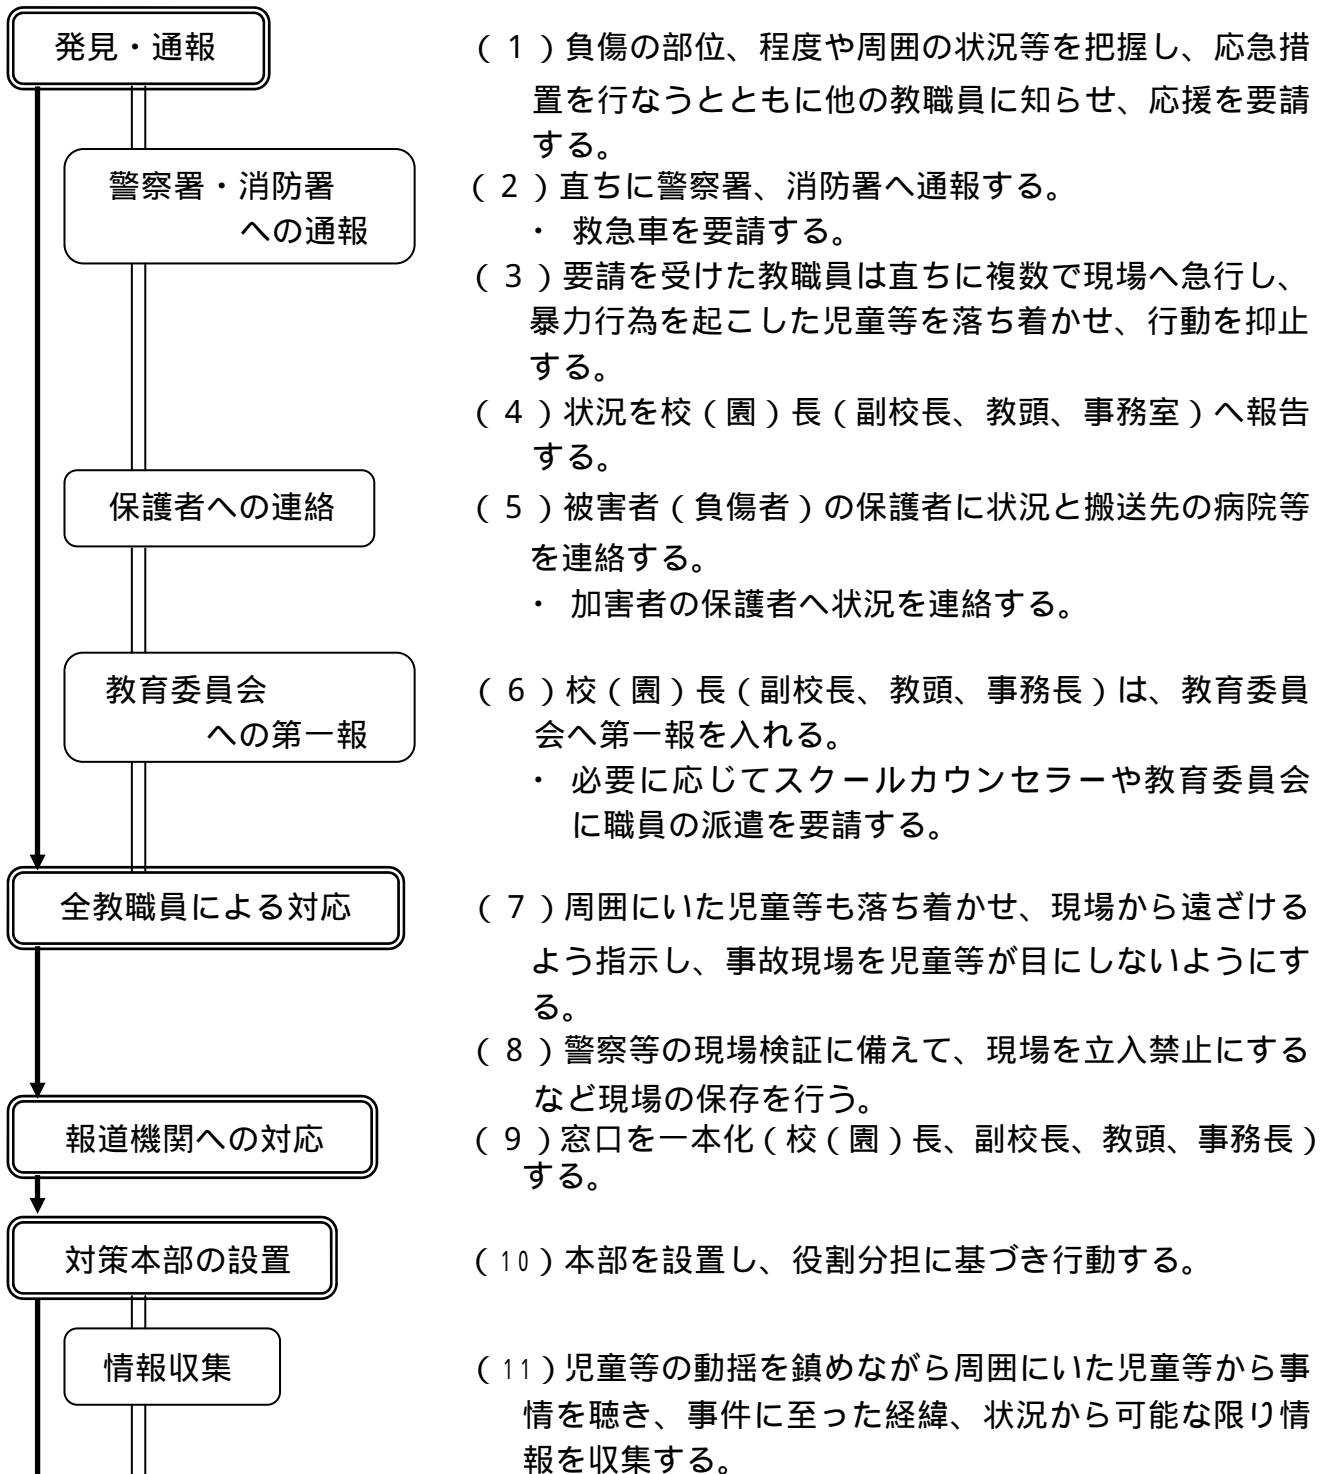 発見・通報
(1)負傷の部位、程度や周囲の状況等を把握し、応急措
置を行なうとともに他の教職員に知らせ、応援を要請
する。
警察署・消防署
への通報
(2)直ちに警察署、消防署へ通報する。
・ 救急車を要請する。
(3)要請を受けた教職員は直ちに複数で現場へ急行し、
暴力行為を起こした児童等を落ち着かせ、行動を抑止
する。
(4)状況を校(園)長(副校長、教頭、事務室)へ報告
する。
保護者への連絡
(5)被害者(負傷者)の保護者に状況と搬送先の病院等
を連絡する。
・ 加害者の保護者へ状況を連絡する。
教育委員会
への第一報
(6)校(園)長(副校長、教頭、事務長)は、教育委員
会へ第一報を入れる。
・ 必要に応じてスクールカウンセラーや教育委員会
に職員の派遣を要請する。
全教職員による対応
(7)周囲にいた児童等も落ち着かせ、現場から遠ざける
よう指示し、事故現場を児童等が目にしないようにす
る。
(8)警察等の現場検証に備えて、現場を立入禁止にする
など現場の保存を行う。
報道機関への対応
(9)窓口を一本化(校(園)長、副校長、教頭、事務長)
する。
対策本部の設置
(10)本部を設置し、役割分担に基づき行動する。
情報収集
(11)児童等の動揺を鎮めながら周囲にいた児童等から事
情を聴き、事件に至った経緯、状況から可能な限り情
報を収集する。